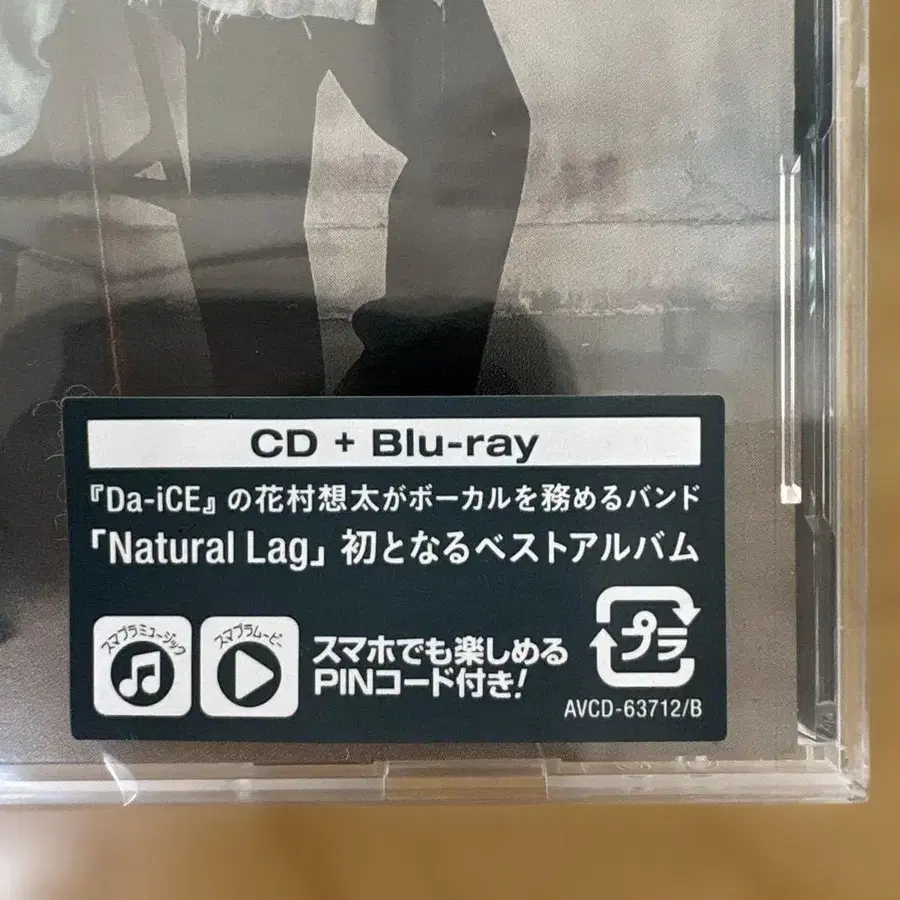 CD + Blu-ray
『Da-iCE』の花村想太がボーカルを務めるバンド
「Natural Lag」初となるベストアルバム
スマプラミュージック
スマプラムービー
スマホでも楽しめる
PINコード付き!
プラ
AVCD-63712/B